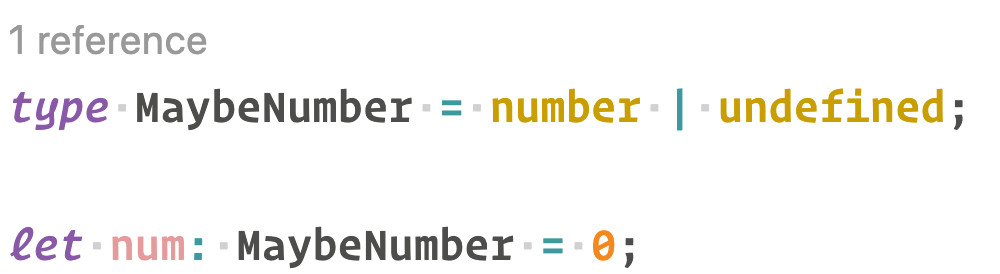 1 reference
type MaybeNumber = number | undefined;
let num: MaybeNumber = 0;